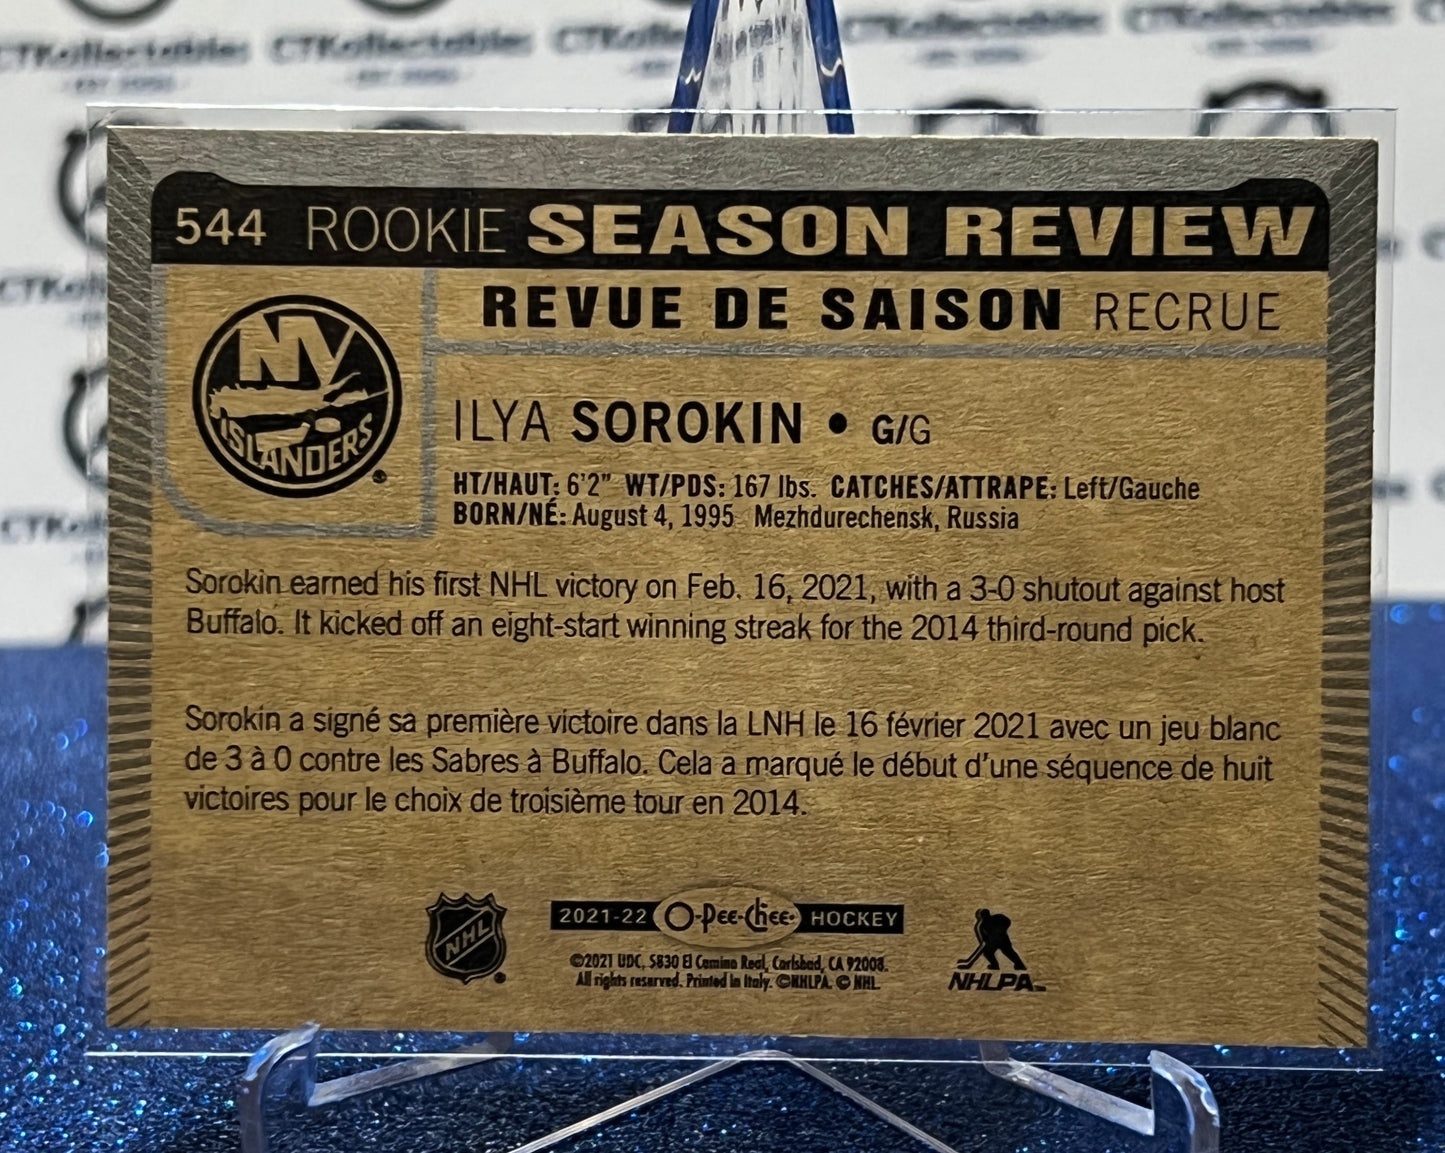 CTKollectables CTKollectables
544 ROOKIE SEASON REVIEW
REVUE DE SAISON RECRUE
NY
ISLANDERS
ILYA SOROKIN • G/G
HT/HAUT: 6'2" WT/PDS: 167 lbs. CATCHES/ATTRAPE: Left/Gauche
BORN/NÉ: August 4, 1995 Mezhdurechensk, Russia
Sorokin earned his first NHL victory on Feb. 16, 2021, with a 3-0 shutout against host
Buffalo. It kicked off an eight-start winning streak for the 2014 third-round pick.
Sorokin a signé sa première victoire dans la LNH le 16 février 2021 avec un jeu blanc
de 3 à 0 contre les Sabres à Buffalo. Cela a marqué le début d'une séquence de huit
victoires pour le choix de troisième tour en 2014.
NHL
2021-22 O-Pee-Chee HOCKEY
©2021 UDC, 5830 El Camino Real, Carlsbad, CA 92008.
All rights reserved. Printed in Italy. ©NHLPA. © NHL.
NHLPA